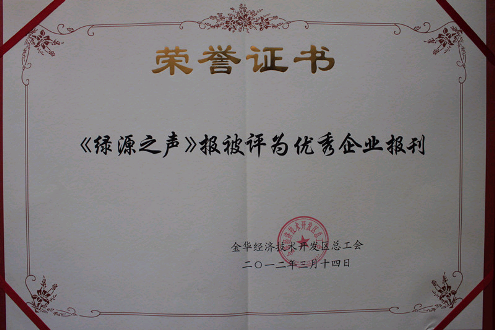 荣誉证书
《绿源之声》报被评为优秀企业报刊
金华经济技术开发区总工会
二〇一二年三月十四日